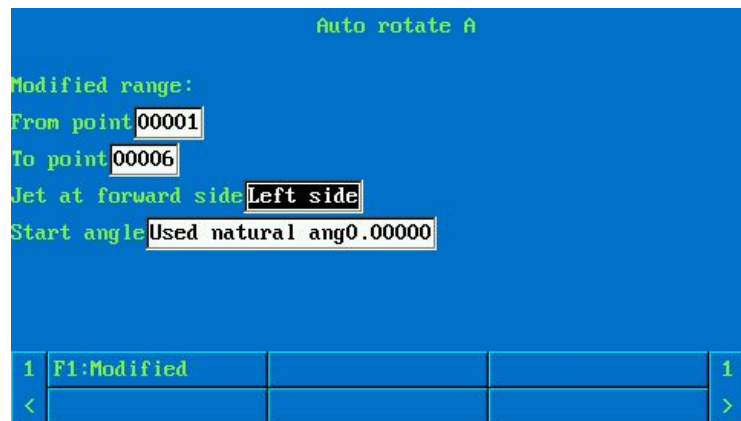 Auto rotate A
Modified range:
From point 00001
To point 00006
Jet at forward side Left side
Start angle Used natural ang0.00000
1 F1:Modified 1
< >